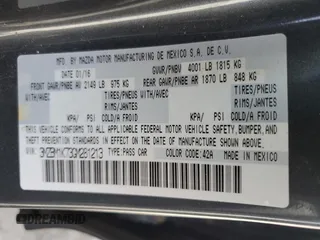 MFD. BY MAZDA MOTOR MANUFACTURING DE MEXICO S.A. DE C.V.
DATE 01/16 GVWR/PNBV 4001 LB 1815 KG
FRONT GAWR/PNBE AV 2149 LB 975 KG REAR GAWR/PNBE AR 1870 LB 848 KG
WITH/AVEC TIRES/PNEUS WITH/AVEC TIRES/PNEUS
RIMS/JANTES RIMS/JANTES
KPA/ PSI/ COLD/A FROID KPA/ PSI/ COLD/A FROID
THIS VEHICLE CONFORMS TO ALL APPLICABLE
FEDERAL MOTOR VEHICLE SAFETY, BUMPER,
AND THEFT PREVENTION STANDARDS IN
EFFECT ON THE DATE OF MANUFACTURE
SHOWN ABOVE.
TYPE: PASS CAR
COLOR CODE: 42A MADE IN MEXICO
DREAMBID